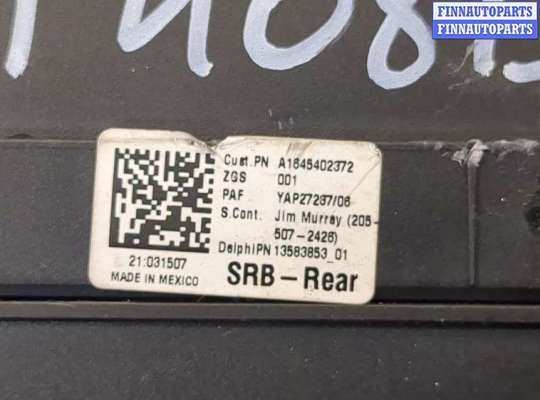 FINNAUTOPARTS
FINNAUTOPARTS
Cust.PN A1645402372
ZGS 001
PAF YAP27237/06
S.Cont. Jim Murray (205-
507-2426)
DelphiPN 13583853_01
21:031507
MADE IN MEXICO
SRB-Rear